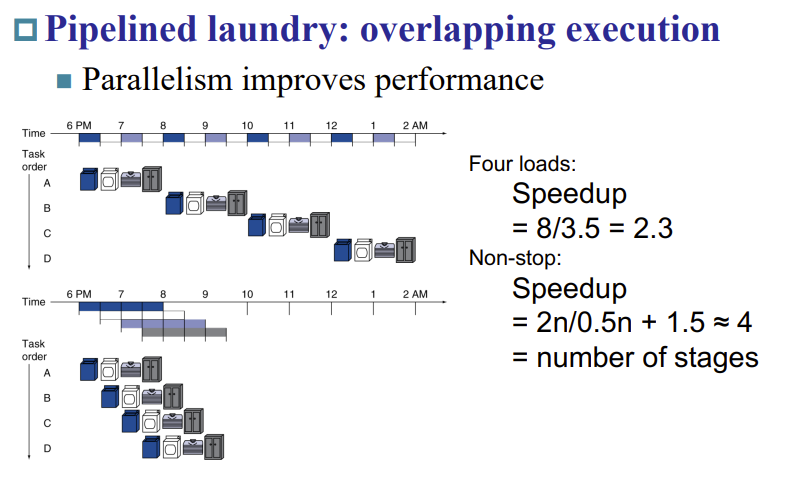 Pipelined laundry: overlapping execution
Parallelism improves performance
6 PM 7 8 9 10 11 12 1 2 AM
Time
Task
order
A
B
C
D
6 PM 7 8 9 10 11 12 1 2 AM
Time
Task
order
A
B
C
D
Four loads:
Speedup
= 8/3.5 = 2.3
Non-stop:
Speedup
= 2n/0.5n + 1.5 ≈ 4
= number of stages